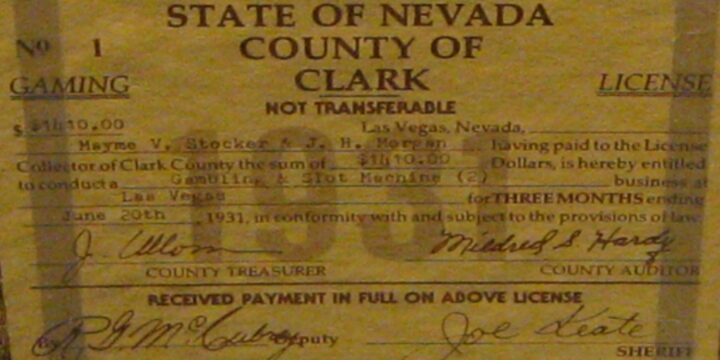 STATE OF NEVADA
No 1 COUNTY OF
GAMING CLARK LICENSE
NOT TRANSFERABLE
$ $1410.00 Las Vegas, Nevada,
Mayme V. Stocker & J. H. Morgan having paid to the License
Collector of Clark County the sum of $1410.00 Dollars, is hereby entitled
to conduct a Gambling & Slot Machine (2) business at
Las Vegas for THREE MONTHS ending
June 20th , 1931, in conformity with and subject to the provisions of law.
1931
J. Ullom Mildred S. Hardy
COUNTY TREASURER COUNTY AUDITOR
RECEIVED PAYMENT IN FULL ON ABOVE LICENSE
By R. G. McCubrey Deputy Joe Keate
SHERIFF